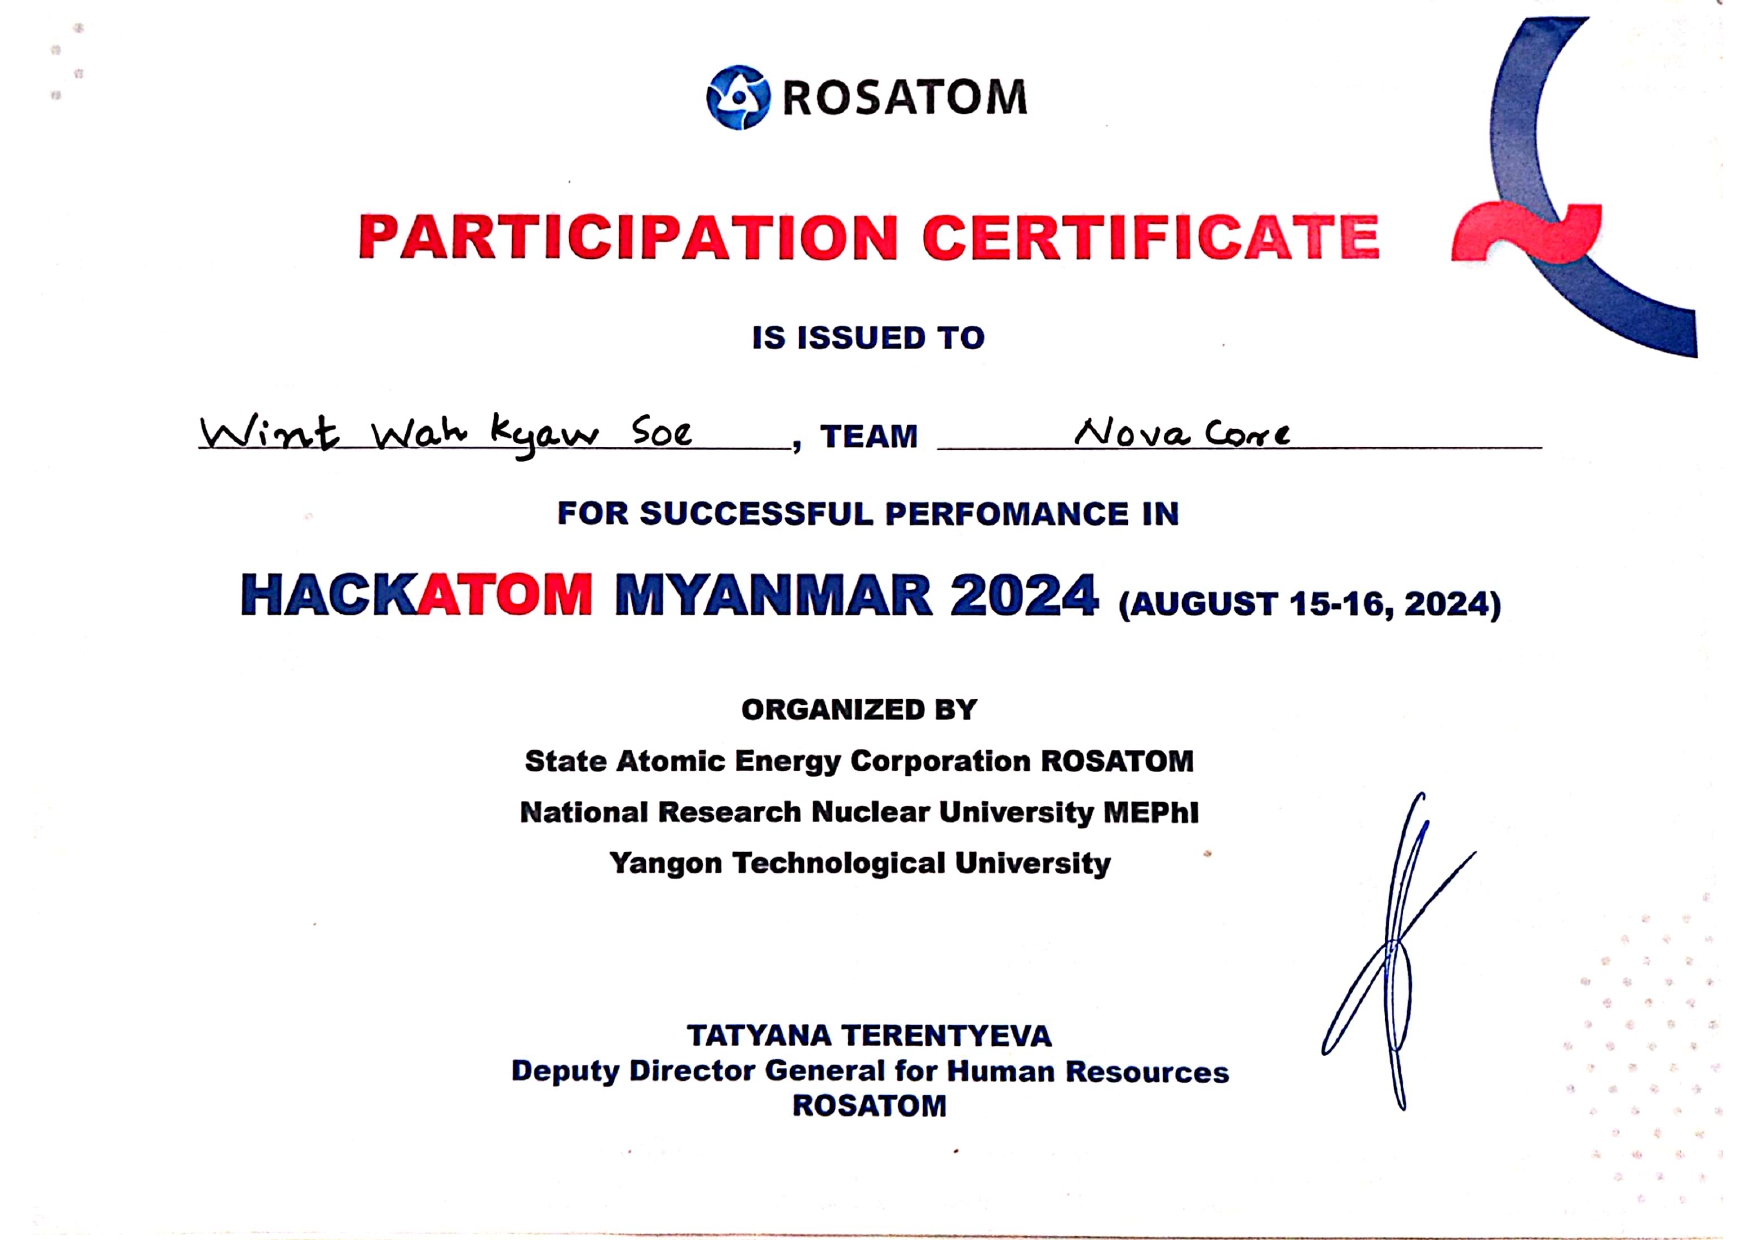 ROSATOM
PARTICIPATION CERTIFICATE
IS ISSUED TO
Wint Wah Kyaw Soe, TEAM Nova Core
FOR SUCCESSFUL PERFOMANCE IN
HACKATOM MYANMAR 2024 (AUGUST 15-16, 2024)
ORGANIZED BY
State Atomic Energy Corporation ROSATOM
National Research Nuclear University MEPhI
Yangon Technological University
TATYANA TERENTYEVA
Deputy Director General for Human Resources
ROSATOM